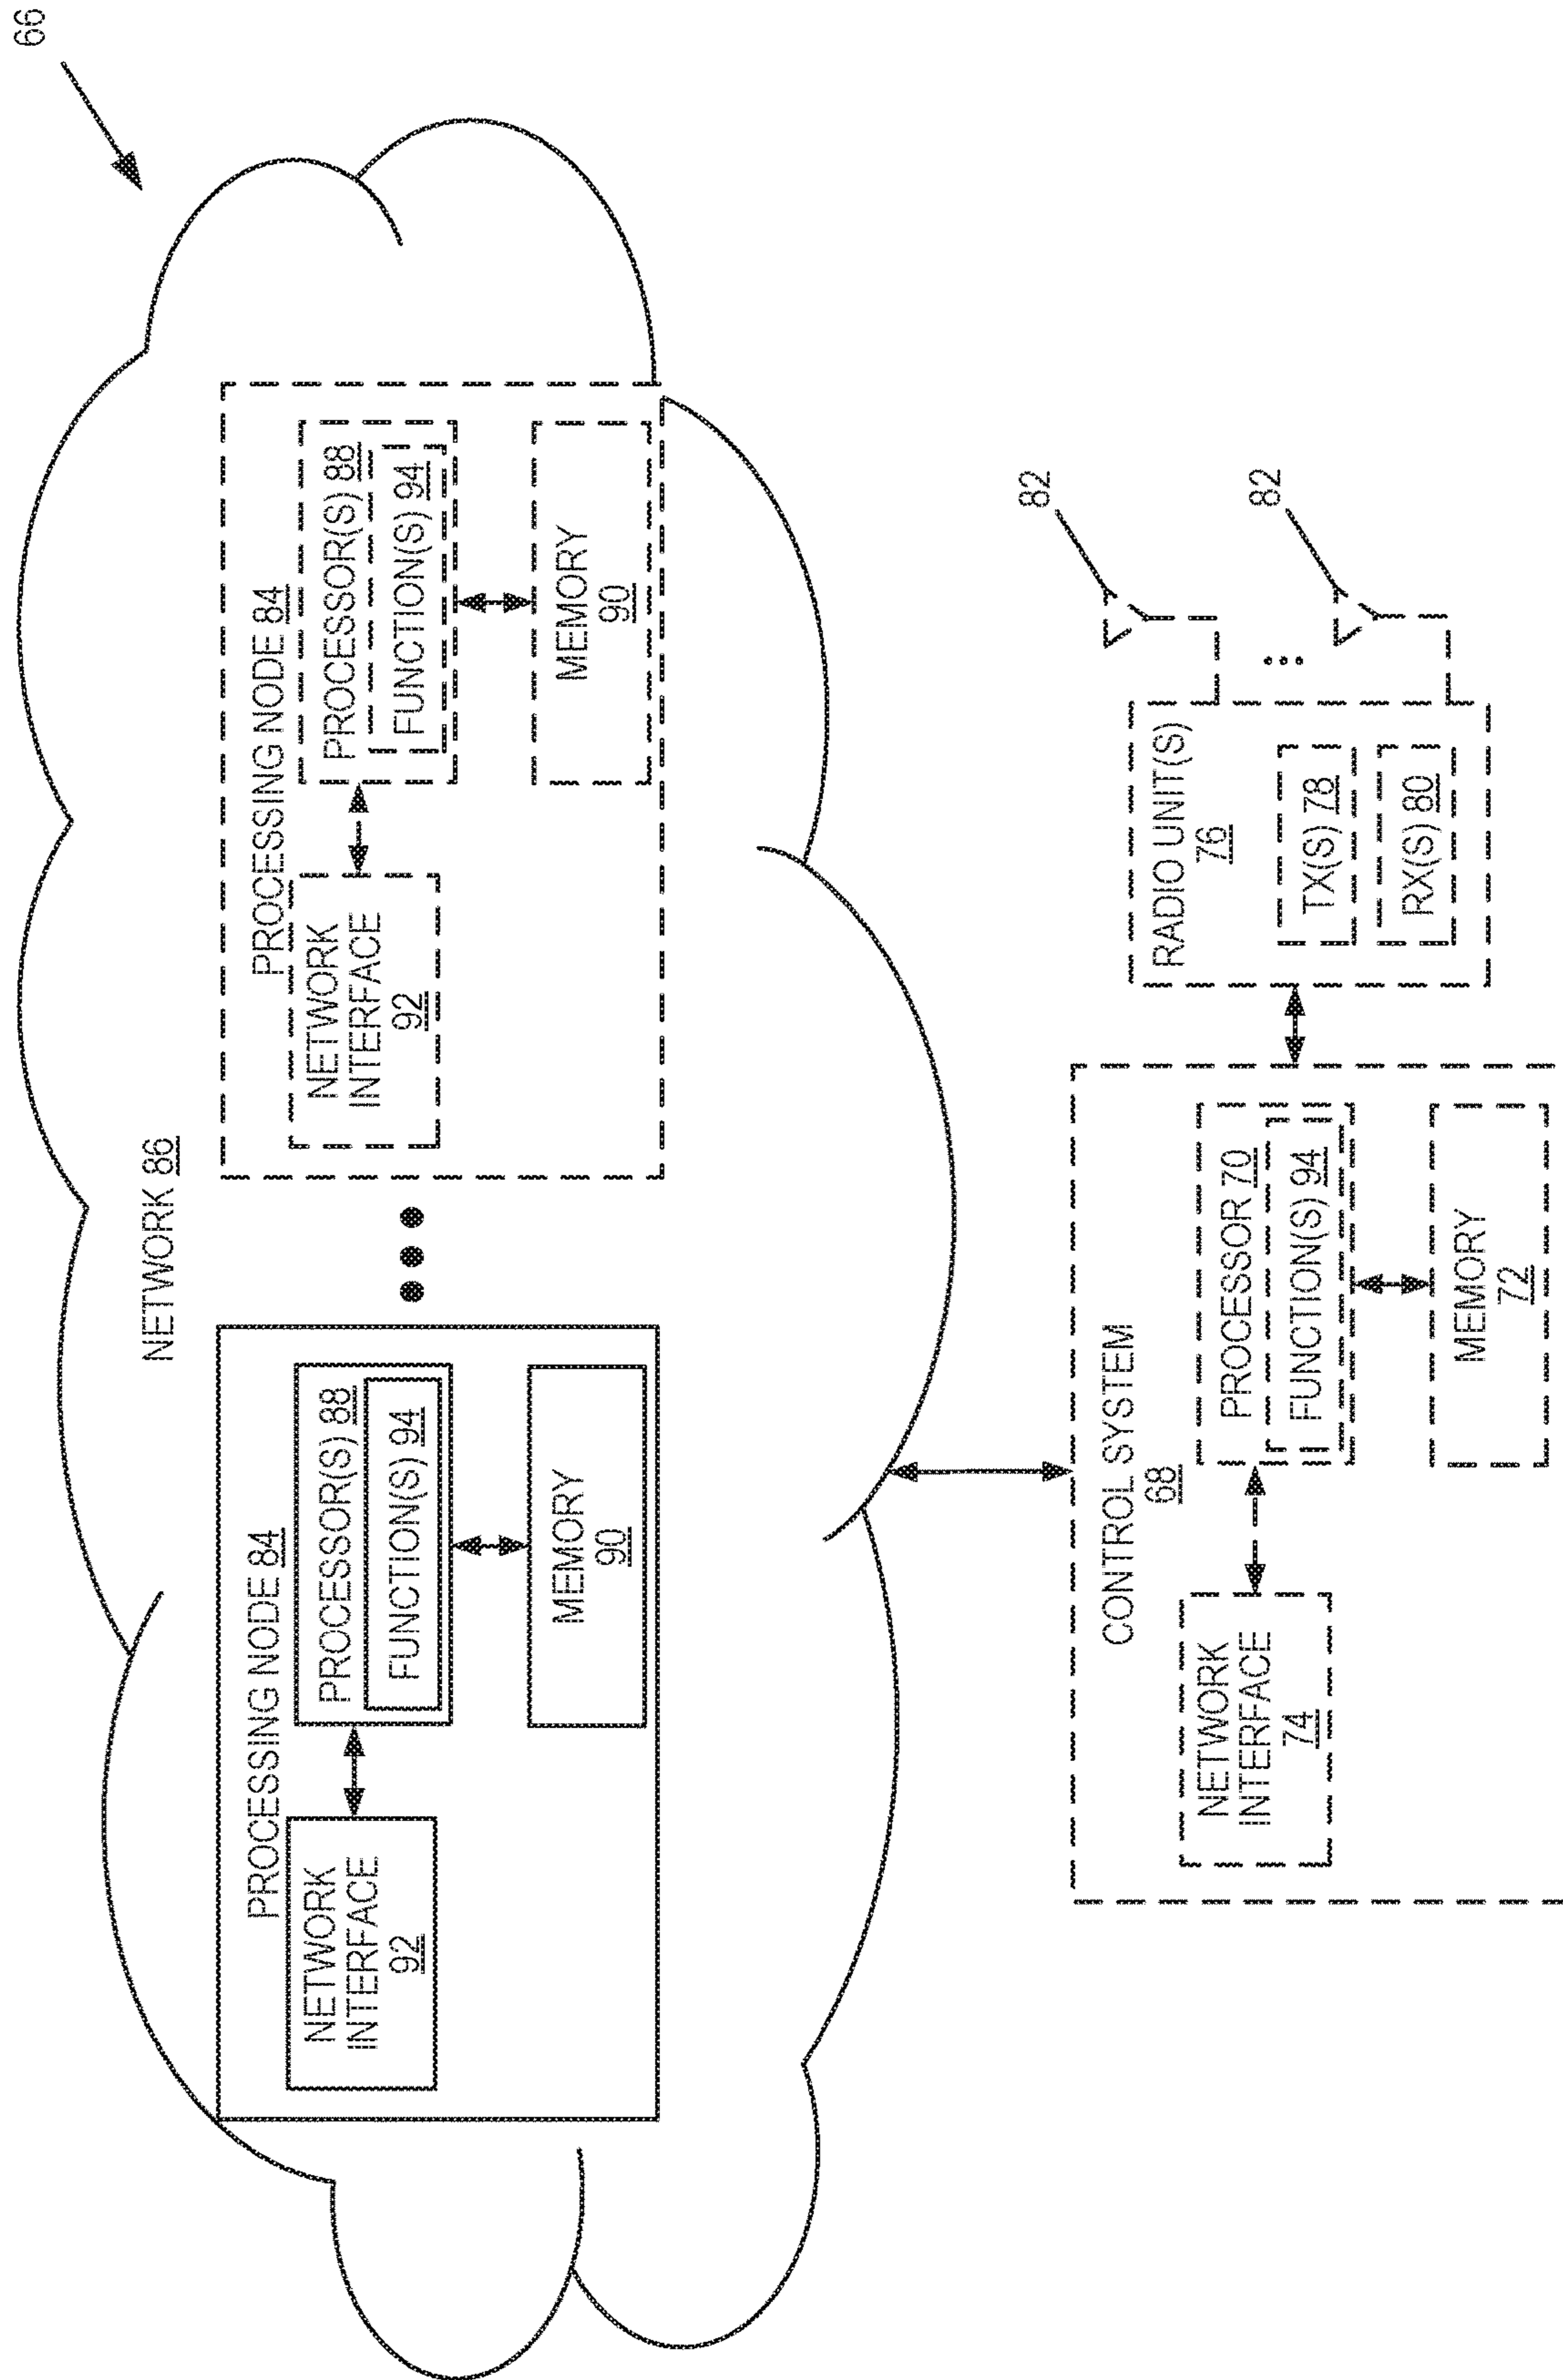 66
NETWORK 86
PROCESSING NODE 84
NETWORK
INTERFACE
92
PROCESSOR(S) 88
FUNCTION(S) 94
MEMORY
90
PROCESSING NODE 84
NETWORK
INTERFACE
92
PROCESSOR(S) 88
FUNCTION(S) 94
MEMORY
90
CONTROL SYSTEM
68
NETWORK
INTERFACE
74
PROCESSOR 70
FUNCTION(S) 94
MEMORY
72
RADIO UNIT(S)
76
TX(S) 78
RX(S) 80
82
82